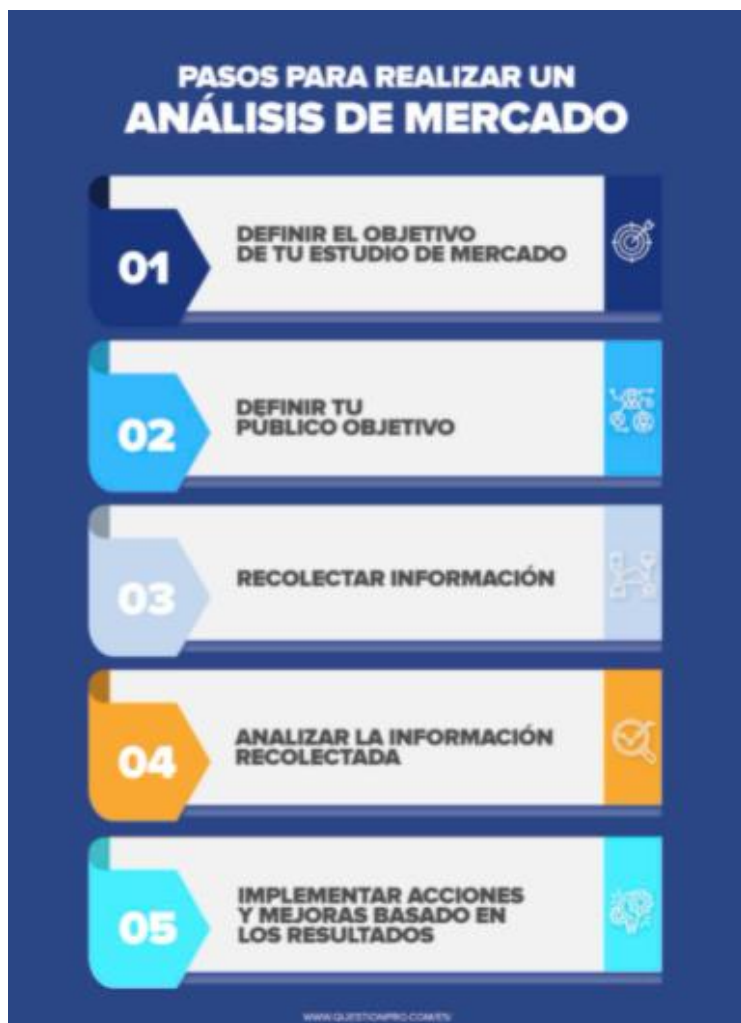 PASOS PARA REALIZAR UN
ANÁLISIS DE MERCADO
01
DEFINIR EL OBJETIVO
DE TU ESTUDIO DE MERCADO
02
DEFINIR TU
PÚBLICO OBJETIVO
03
RECOLECTAR INFORMACIÓN
04
ANALIZAR LA INFORMACIÓN
RECOLECTADA
05
IMPLEMENTAR ACCIONES
Y MEJORAS BASADO EN
LOS RESULTADOS
WWW.QUESTIONPRO.COM/ES/